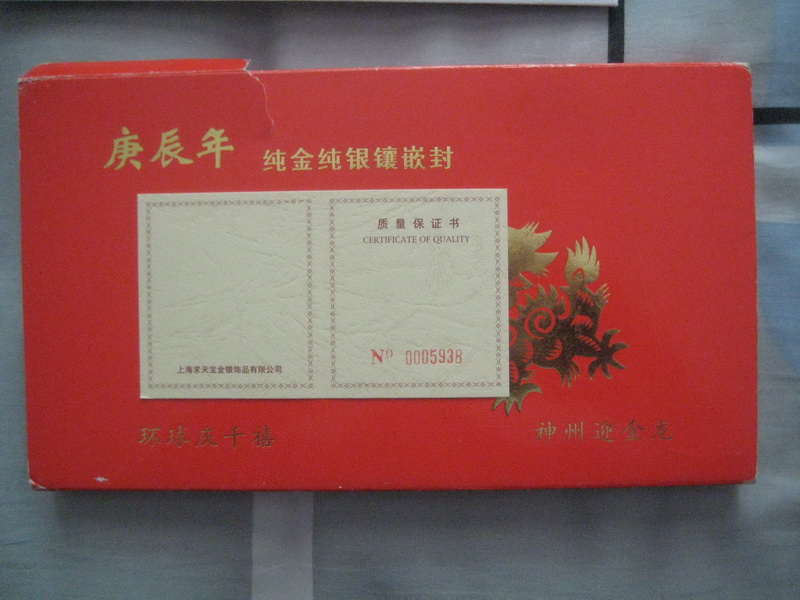 庚辰年
纯金纯银镶嵌封
质量保证书
CERTIFICATE OF QUALITY
No 0005938
上海求天宝金银饰品有限公司
环球庆千禧
神州迎金龙